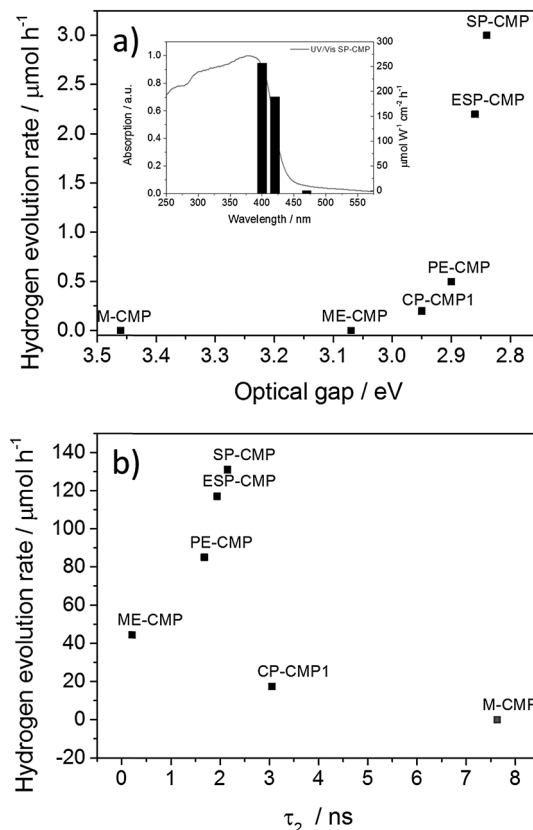 a)
Hydrogen evolution rate / μmol h⁻¹
3.0
2.5
2.0
1.5
1.0
0.5
0.0
SP-CMP
ESP-CMP
PE-CMP
CP-CMP1
ME-CMP
M-CMP
UV/Vis SP-CMP
Absorption / a.u.
1.0
0.8
0.6
0.4
0.2
0.0
300
250
200
150
100
50
0
μmol W⁻¹ cm⁻² h⁻¹
250 300 350 400 450 500 550
Wavelength / nm
3.5 3.4 3.3 3.2 3.1 3.0 2.9 2.8
Optical gap / eV
b)
Hydrogen evolution rate / μmol h⁻¹
140
120
100
80
60
40
20
0
-20
SP-CMP
ESP-CMP
PE-CMP
ME-CMP
CP-CMP1
M-CMP
0 1 2 3 4 5 6 7 8
τ₂ / ns